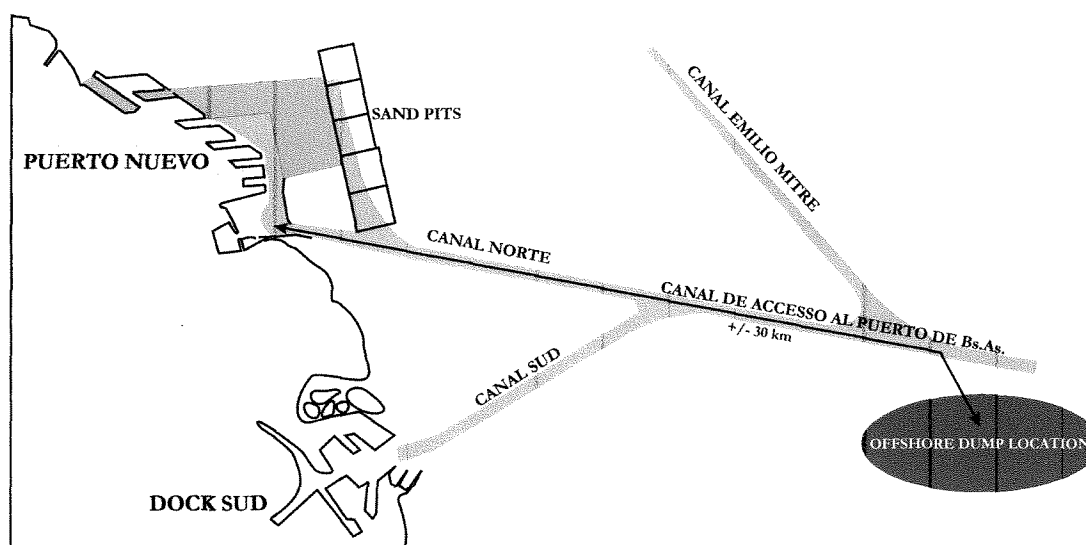 CANAL EMILIO MITRE
SAND PITS
PUERTO NUEVO
CANAL NORTE
CANAL DE ACCESSO AL PUERTO DE Bs.As.
+/- 30 km
CANAL SUD
OFFSHORE DUMP LOCATION
DOCK SUD